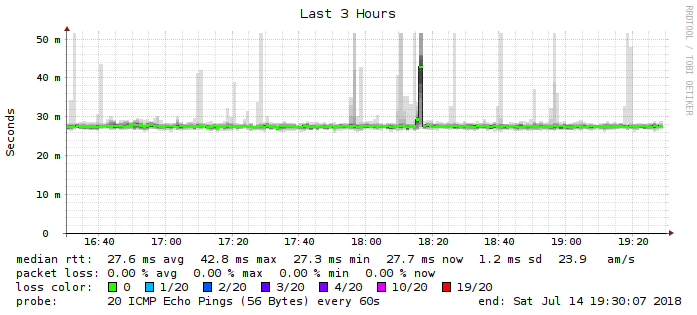 Last 3 Hours
RRDTOOL / TOBI OETIKER
Seconds
50 m
40 m
30 m
20 m
10 m
0
16:40 17:00 17:20 17:40 18:00 18:20 18:40 19:00 19:20
median rtt: 27.6 ms avg 42.8 ms max 27.3 ms min 27.7 ms now 1.2 ms sd 23.9 am/s
packet loss: 0.00 % avg 0.00 % max 0.00 % min 0.00 % now
loss color: 0 1/20 2/20 3/20 4/20 10/20 19/20
probe: 20 ICMP Echo Pings (56 Bytes) every 60s end: Sat Jul 14 19:30:07 2018